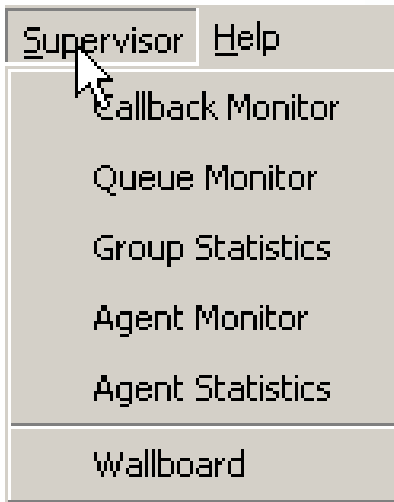 Supervisor Help
Callback Monitor
Queue Monitor
Group Statistics
Agent Monitor
Agent Statistics
Wallboard